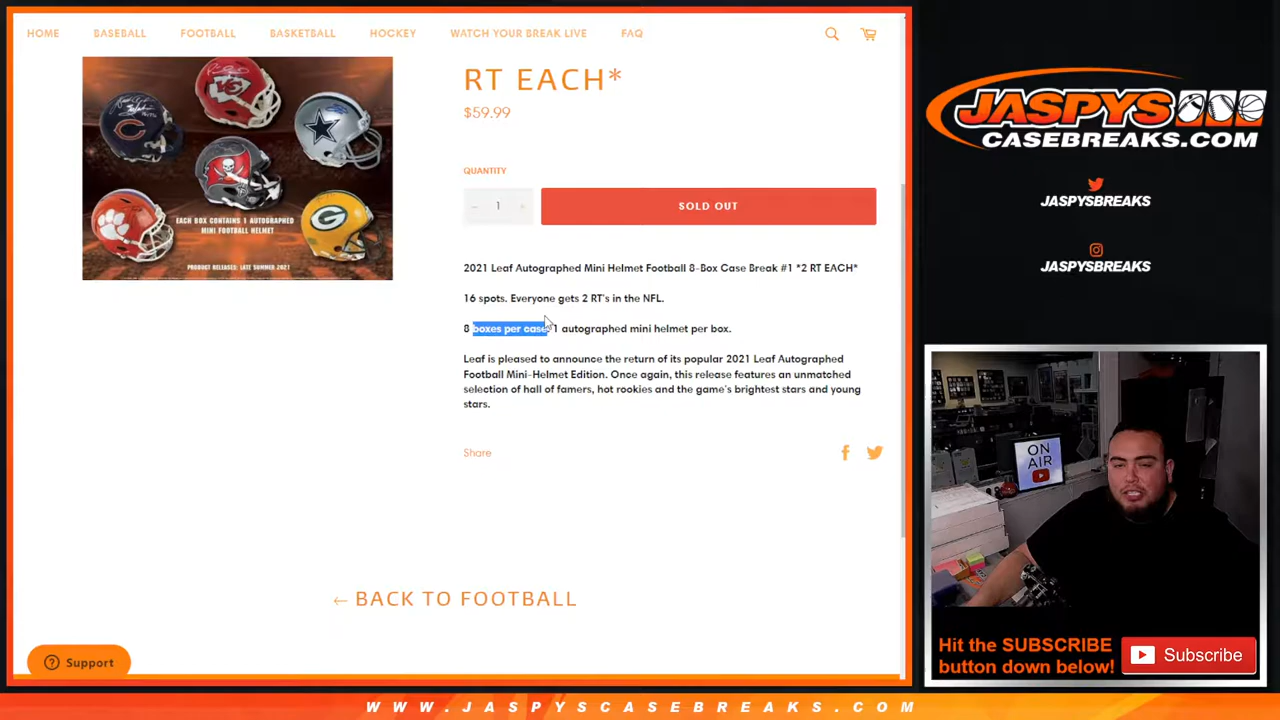 HOME BASEBALL FOOTBALL BASKETBALL HOCKEY WATCH YOUR BREAK LIVE FAQ
RT EACH*
$59.99
QUANTITY
− 1 +
SOLD OUT
EACH BOX CONTAINS 1 AUTOGRAPHED
MINI FOOTBALL HELMET
PRODUCT RELEASED: LATE SUMMER 2021
2021 Leaf Autographed Mini Helmet Football 8-Box Case Break #1 *2 RT EACH*
16 spots. Everyone gets 2 RT's in the NFL.
8 boxes per case. 1 autographed mini helmet per box.
Leaf is pleased to announce the return of its popular 2021 Leaf Autographed
Football Mini-Helmet Edition. Once again, this release features an unmatched
selection of hall of famers, hot rookies and the game's brightest stars and young
stars.
Share
← BACK TO FOOTBALL
Support
JASPYS
CASEBREAKS.COM
JASPYSBREAKS
JASPYSBREAKS
ON
AIR
Hit the SUBSCRIBE
button down below!
Subscribe
WWW.JASPYSCASEBREAKS.COM